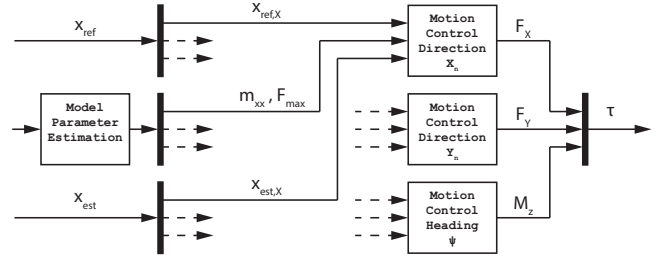 x_ref
x_ref,X
Motion
Control
Direction
X_n
F_X
Model
Parameter
Estimation
m_xx , F_max
Motion
Control
Direction
Y_n
F_Y
τ
x_est
x_est,X
Motion
Control
Heading
ψ
M_z